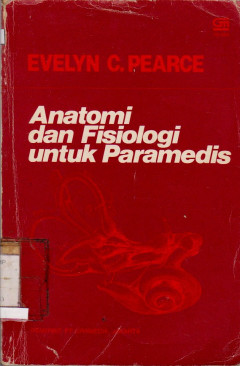 EVELYN C. PEARCE
Anatomi
dan Fisiologi
untuk Paramedis